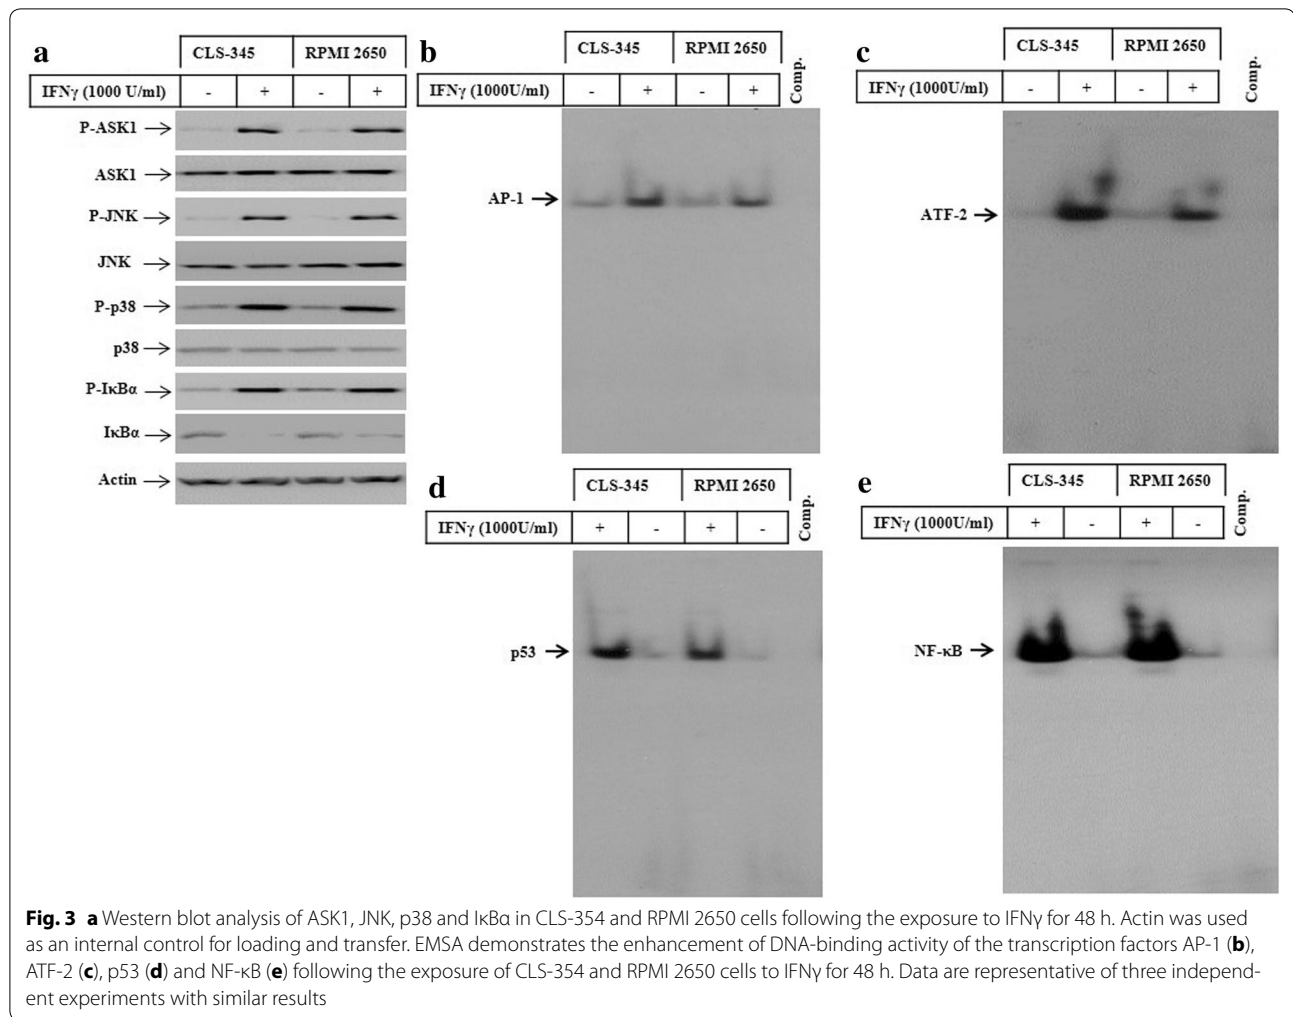 a
CLS-345 RPMI 2650
IFNγ (1000 U/ml) - + - +
P-ASK1
ASK1
P-JNK
JNK
P-p38
p38
P-IκBα
IκBα
Actin
b
CLS-345 RPMI 2650
IFNγ (1000U/ml) - + - +
Comp.
AP-1
c
CLS-345 RPMI 2650
IFNγ (1000U/ml) - + - +
Comp.
ATF-2
d
CLS-345 RPMI 2650
IFNγ (1000U/ml) + - + -
Comp.
p53
e
CLS-345 RPMI 2650
IFNγ (1000U/ml) + - + -
Comp.
NF-κB
Fig. 3 a Western blot analysis of ASK1, JNK, p38 and IκBα in CLS-354 and RPMI 2650 cells following the exposure to IFNγ for 48 h. Actin was used
as an internal control for loading and transfer. EMSA demonstrates the enhancement of DNA-binding activity of the transcription factors AP-1 (b),
ATF-2 (c), p53 (d) and NF-κB (e) following the exposure of CLS-354 and RPMI 2650 cells to IFNγ for 48 h. Data are representative of three independ-
ent experiments with similar results